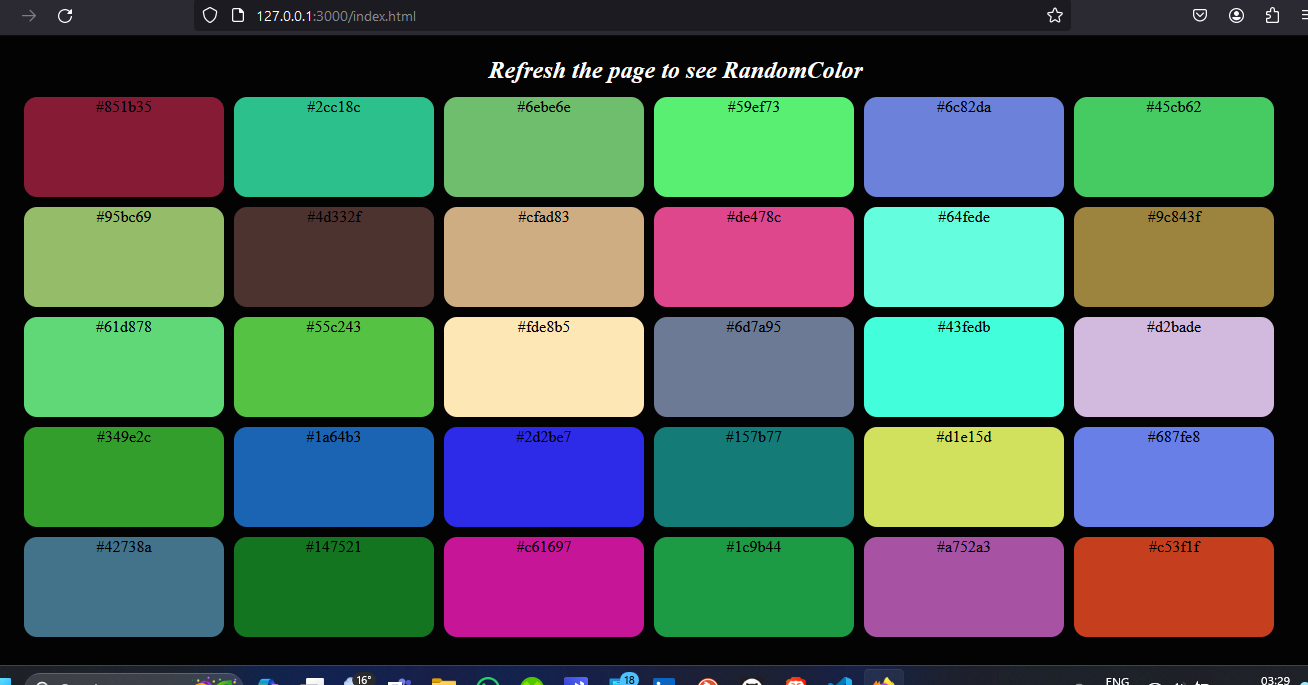 127.0.0.1:3000/index.html
Refresh the page to see RandomColor
#851b35 #2cc18c #6ebe6e #59ef73 #6c82da #45cb62
#95bc69 #4d332f #cfad83 #de478c #64fede #9c843f
#61d878 #55c243 #fde8b5 #6d7a95 #43fedb #d2bade
#349e2c #1a64b3 #2d2be7 #157b77 #d1e15d #687fe8
#42738a #147521 #c61697 #1c9b44 #a752a3 #c53f1f
16° 18 ENG 03:29